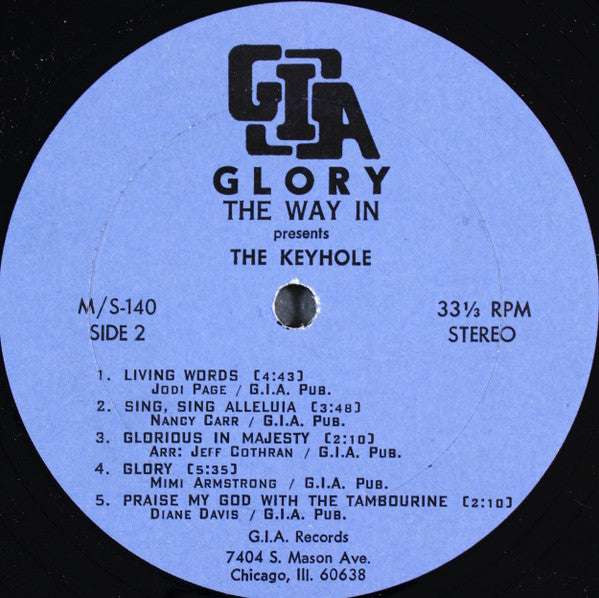 GIA
GLORY
THE WAY IN
presents
THE KEYHOLE
M/S-140
SIDE 2
33⅓ RPM
STEREO
1. LIVING WORDS [4:43]
JODI PAGE / G.I.A. PUB.
2. SING, SING ALLELUIA [3:48]
NANCY CARR / G.I.A. PUB.
3. GLORIOUS IN MAJESTY [2:10]
ARR: JEFF COTHRAN / G.I.A. PUB.
4. GLORY [5:35]
MIMI ARMSTRONG / G.I.A. PUB.
5. PRAISE MY GOD WITH THE TAMBOURINE [2:10]
DIANE DAVIS / G.I.A. PUB.
G.I.A. Records
7404 S. Mason Ave.
Chicago, Ill. 60638